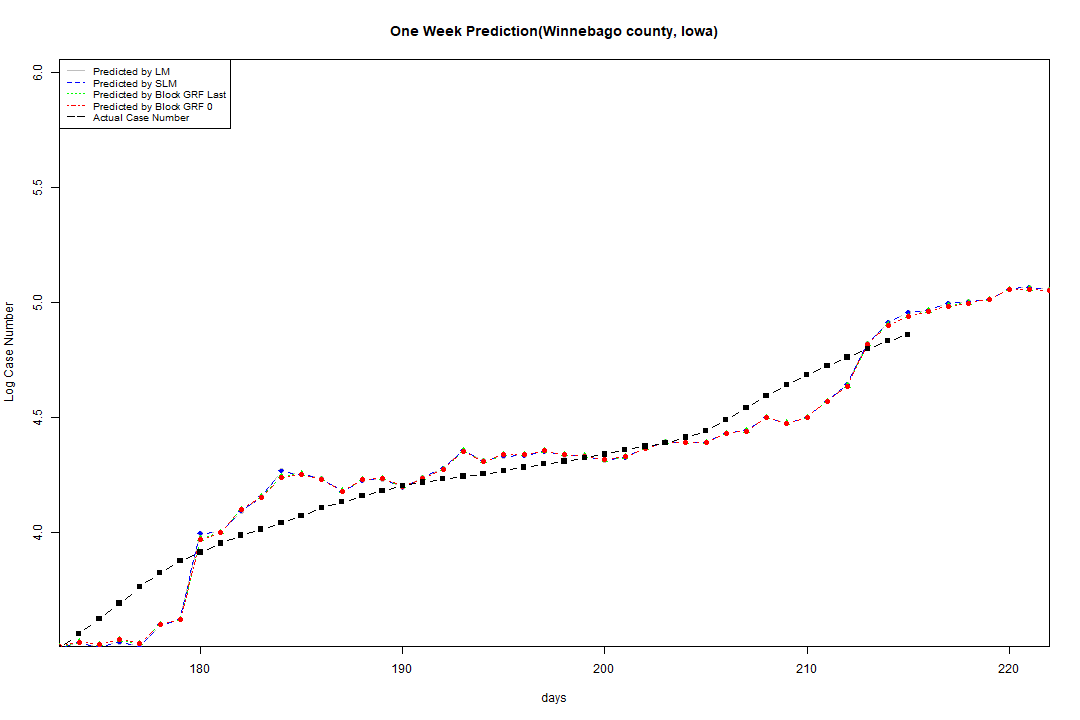 One Week Prediction(Winnebago county, Iowa)
Predicted by LM
Predicted by SLM
Predicted by Block GRF Last
Predicted by Block GRF 0
Actual Case Number
6.0
5.5
5.0
4.5
4.0
Log Case Number
180 190 200 210 220
days